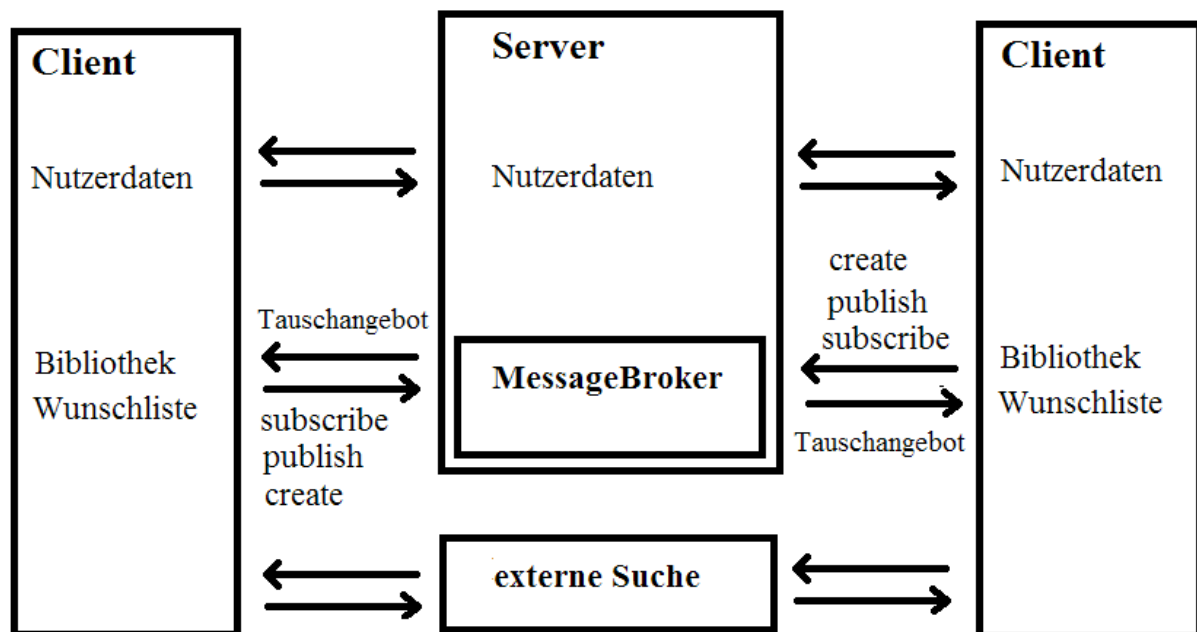 Client
Nutzerdaten
Bibliothek
Wunschliste
Tauschangebot
subscribe
publish
create
Server
Nutzerdaten
MessageBroker
externe Suche
create
publish
subscribe
Tauschangebot
Client
Nutzerdaten
Bibliothek
Wunschliste